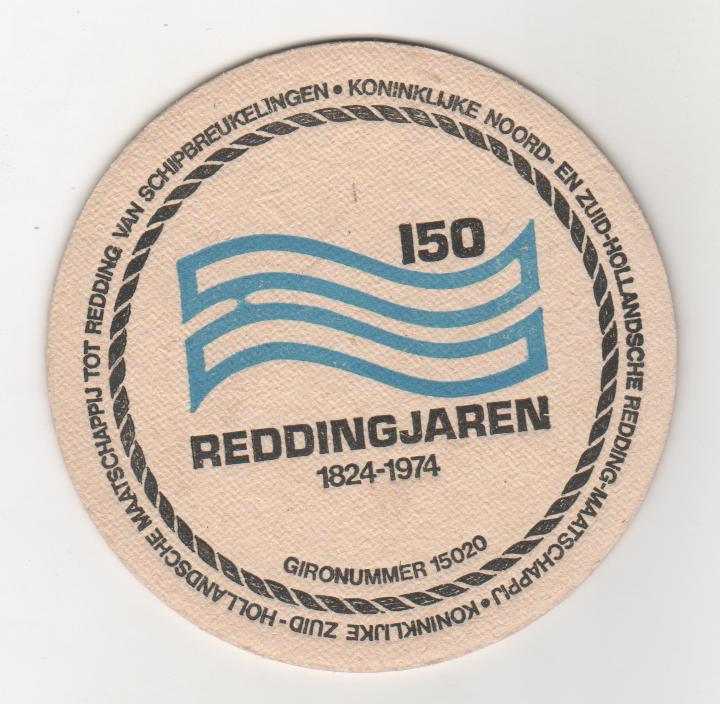 KONINKLIJKE NOORD- EN ZUID-HOLLANDSCHE REDDING-MAATSCHAPPIJ •
KONINKLIJKE ZUID-HOLLANDSCHE MAATSCHAPPIJ TOT REDDING VAN SCHIPBREUKELINGEN •
150
REDDINGJAREN
1824-1974
GIRONUMMER 15020